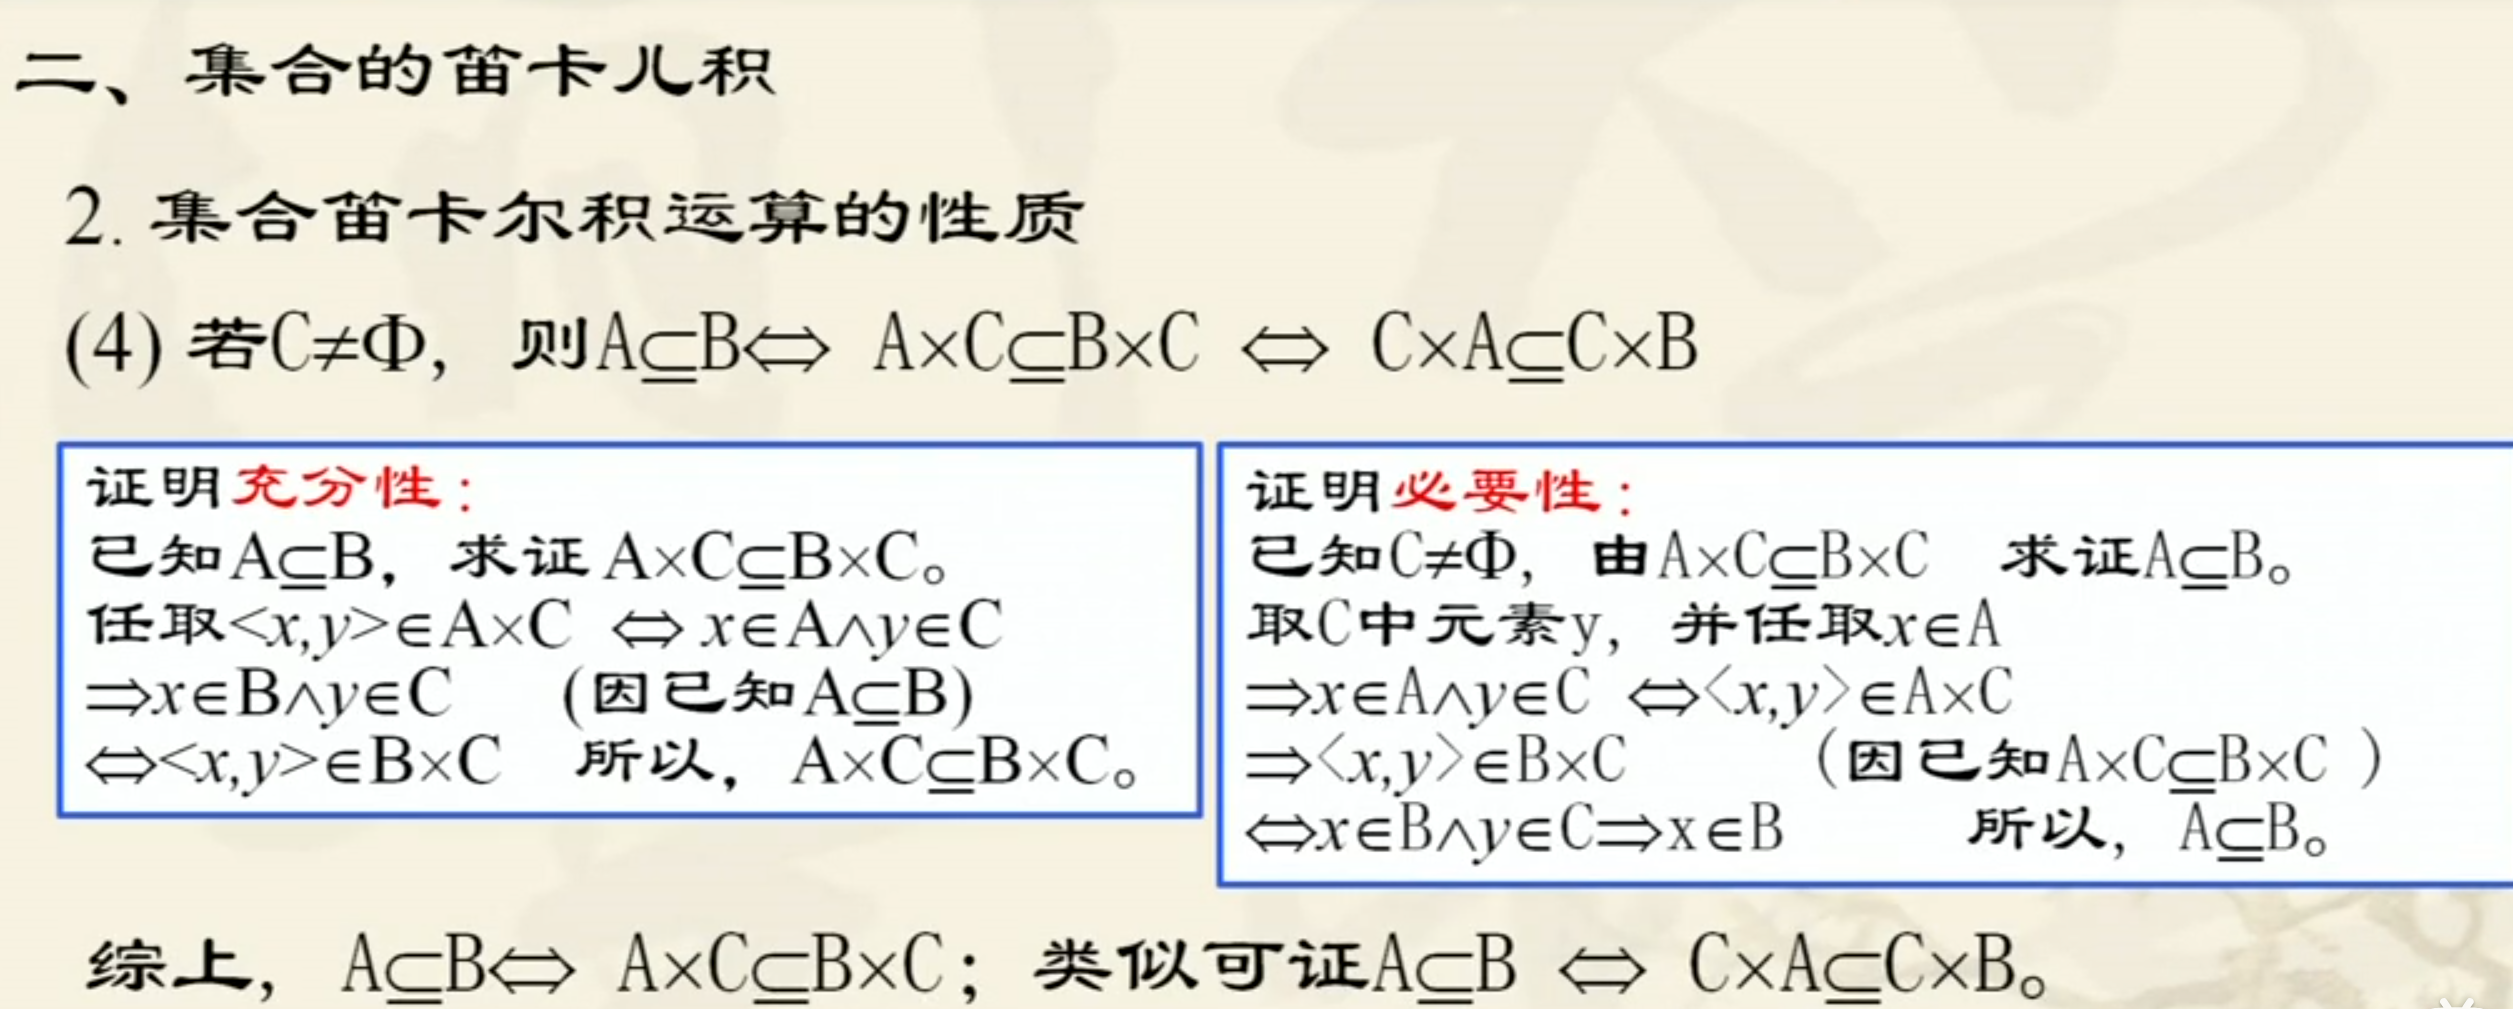 二、集合的笛卡儿积
2. 集合笛卡尔积运算的性质
(4) 若C≠Φ, 则A⊆B⇔ A×C⊆B×C ⇔ C×A⊆C×B
证明充分性：
已知A⊆B，求证A×C⊆B×C。
任取<x,y>∈A×C ⇔ x∈A∧y∈C
⇒x∈B∧y∈C (因已知A⊆B)
⇔<x,y>∈B×C 所以，A×C⊆B×C。
证明必要性：
已知C≠Φ, 由A×C⊆B×C 求证A⊆B。
取C中元素y, 并任取x∈A
⇒x∈A∧y∈C ⇔<x,y>∈A×C
⇒<x,y>∈B×C (因已知A×C⊆B×C )
⇔x∈B∧y∈C⇒x∈B 所以, A⊆B。
综上, A⊆B⇔ A×C⊆B×C; 类似可证A⊆B ⇔ C×A⊆C×B。